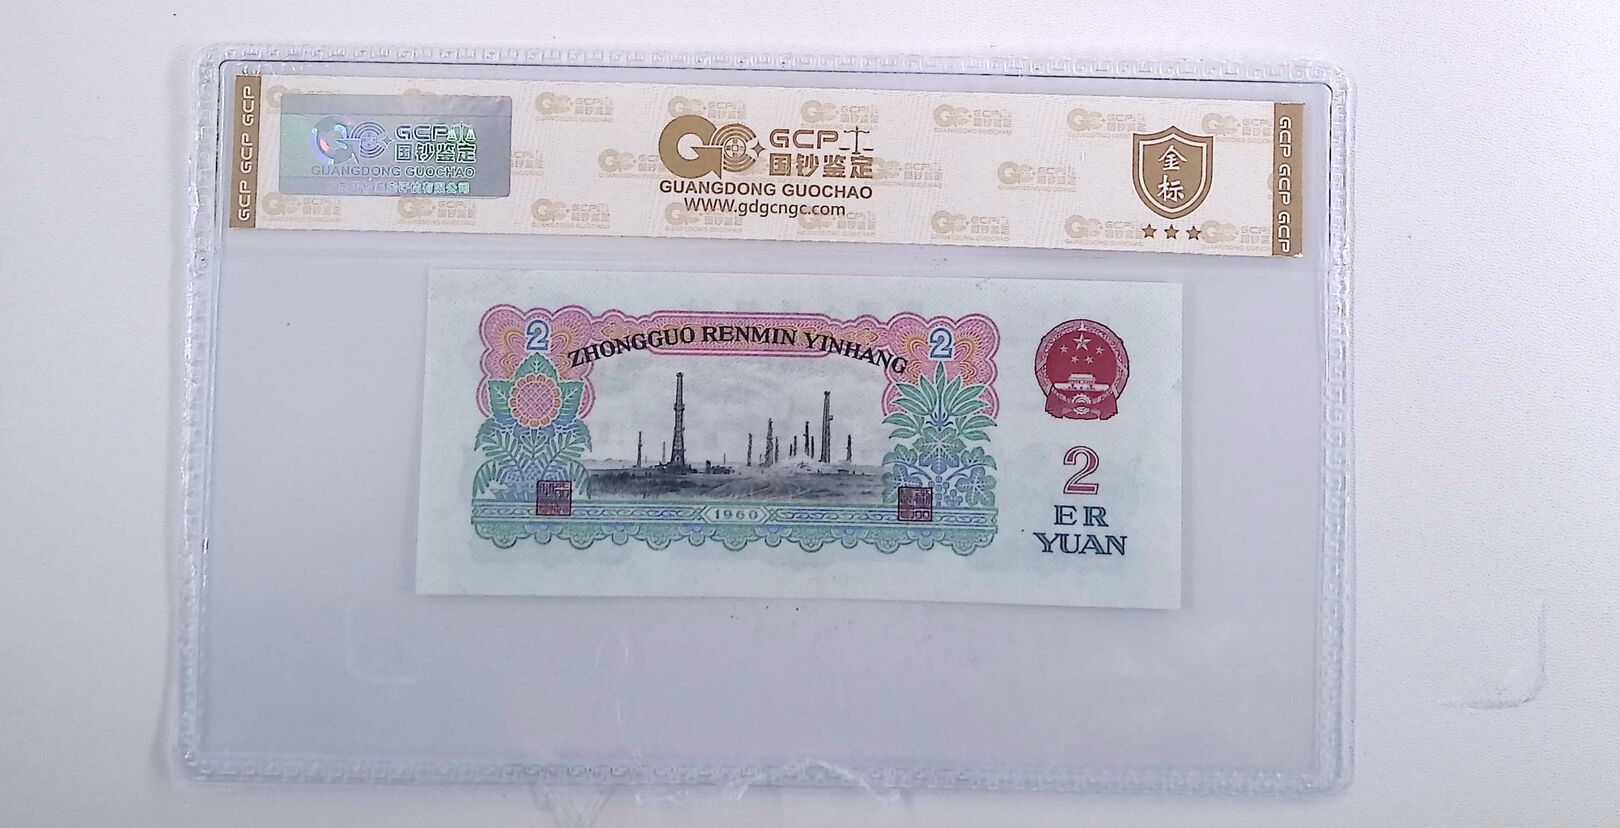 GCP GCP GCP
GCP
国钞鉴定
GUANGDONG GUOCHAO
GCP
国钞鉴定
GUANGDONG GUOCHAO
www.gdgcngc.com
金
标
GCP GCP GCP
2
ZHONGGUO RENMIN YINHANG
2
1960
2
ER
YUAN